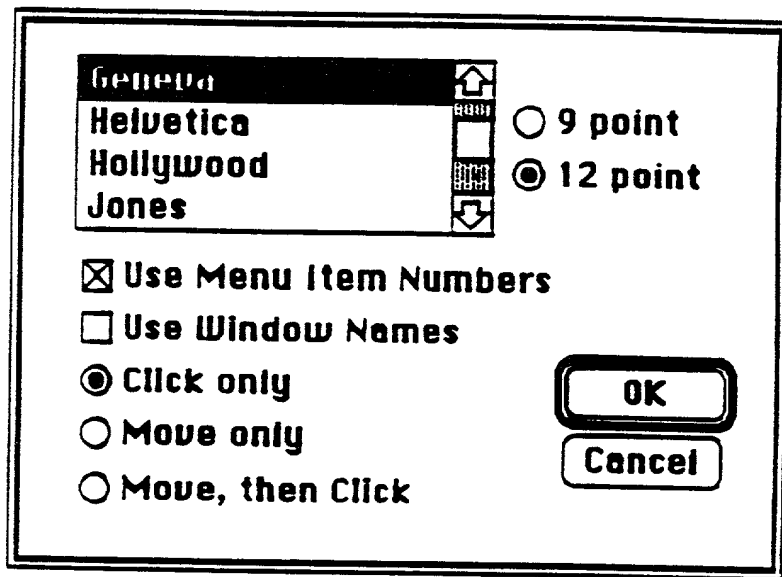 Geneva
Helvetica
Hollywood
Jones
9 point
12 point
Use Menu Item Numbers
Use Window Names
Click only
Move only
Move, then Click
OK
Cancel